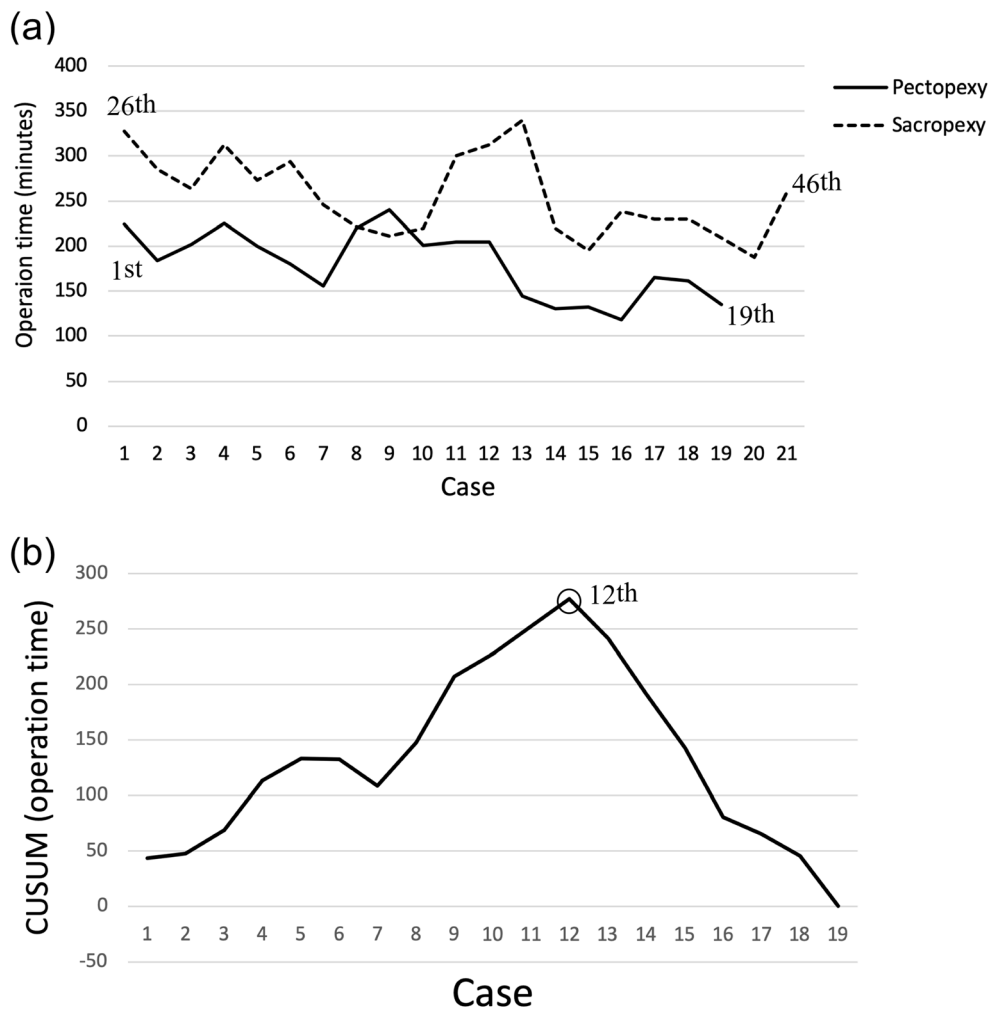 (a)
400
350
300
250
200
150
100
50
0
Operaion time (minutes)
26th
1st
46th
19th
Pectopexy
Sacropexy
1 2 3 4 5 6 7 8 9 10 11 12 13 14 15 16 17 18 19 20 21
Case
(b)
300
250
200
150
100
50
0
-50
CUSUM (operation time)
12th
1 2 3 4 5 6 7 8 9 10 11 12 13 14 15 16 17 18 19
Case